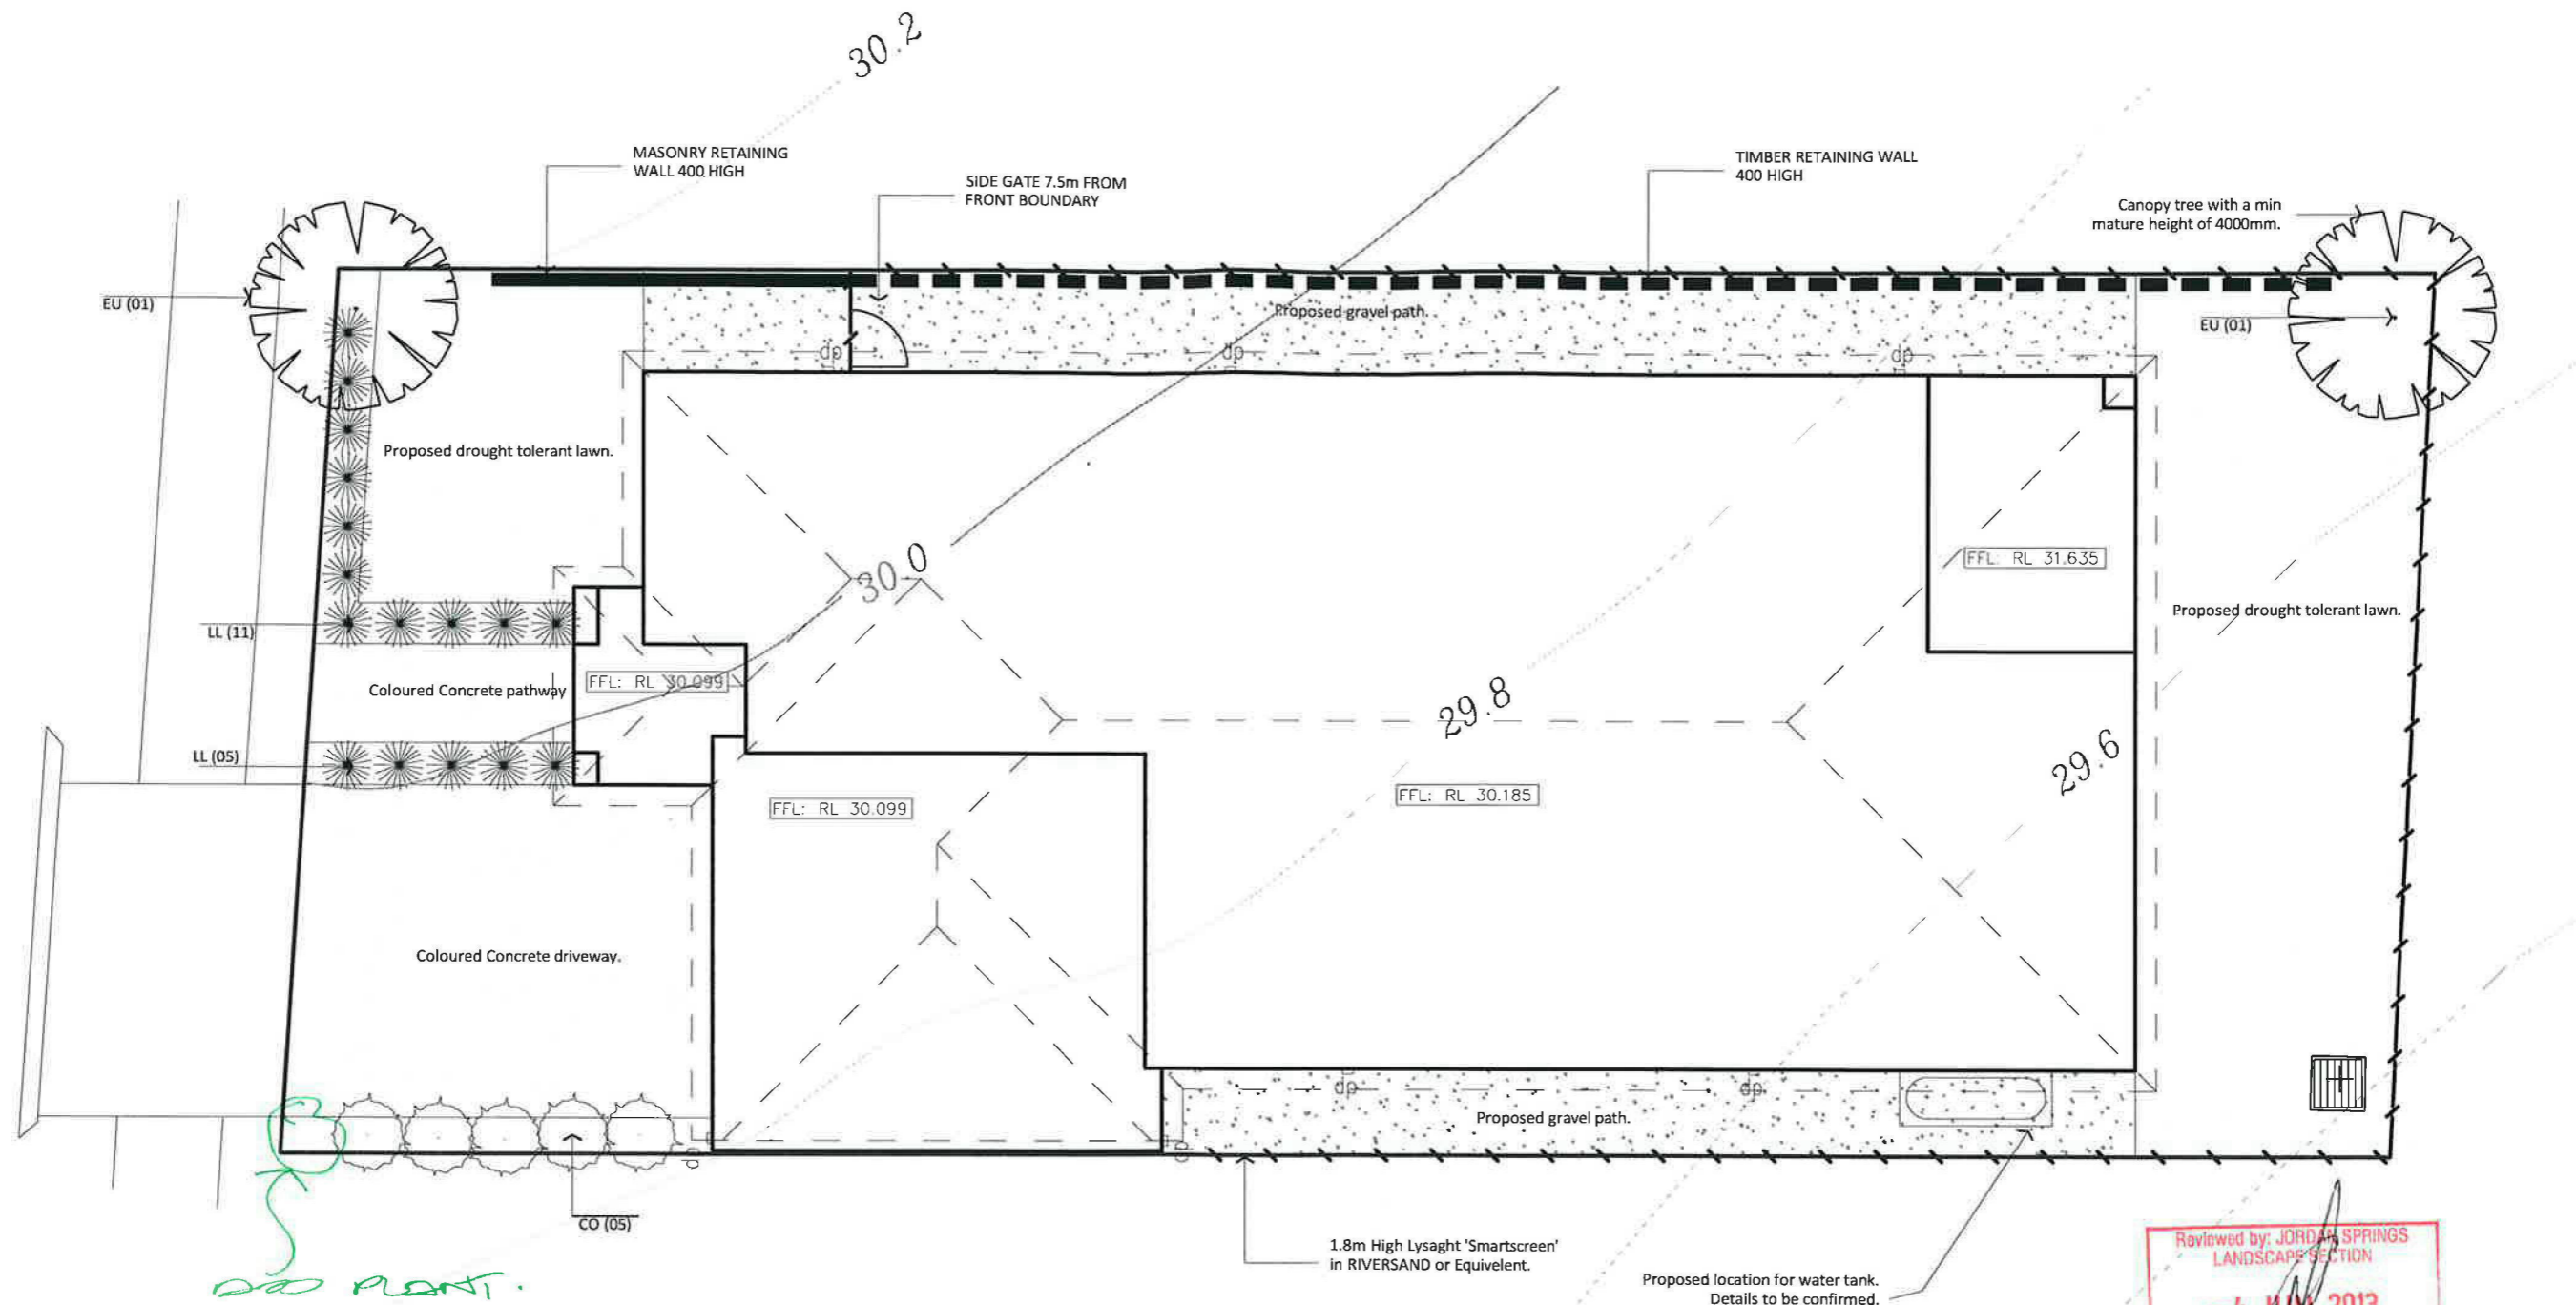 30.2
MASONRY RETAINING
WALL 400 HIGH
SIDE GATE 7.5m FROM
FRONT BOUNDARY
TIMBER RETAINING WALL
400 HIGH
Canopy tree with a min
mature height of 4000mm.
EU (01)
Proposed gravel path.
EU (01)
dp
dp
dp
Proposed drought tolerant lawn.
30.0
FFL: RL 31.635
Proposed drought tolerant lawn.
LL (11)
Coloured Concrete pathway
FFL: RL 30.099
29.8
29.6
LL (05)
FFL: RL 30.099
FFL: RL 30.185
Coloured Concrete driveway.
dp
dp
Proposed gravel path.
dp
dp
CO (05)
1.8m High Lysaght 'Smartscreen'
in RIVERSAND or Equivelent.
Proposed location for water tank.
Details to be confirmed.
PLANT.
Reviewed by: JORDAN SPRINGS
LANDSCAPE SECTION
2013